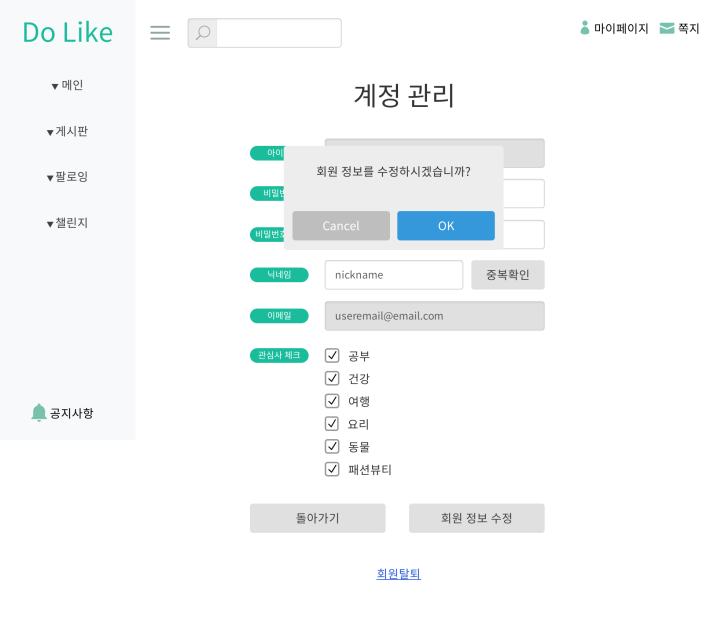 Do Like
마이페이지 쪽지
▼ 메인
▼게시판
▼팔로잉
▼챌린지
공지사항
계정 관리
회원 정보를 수정하시겠습니까?
Cancel OK
닉네임 nickname 중복확인
이메일 useremail@email.com
관심사 체크
공부
건강
여행
요리
동물
패션뷰티
돌아가기 회원 정보 수정
회원탈퇴